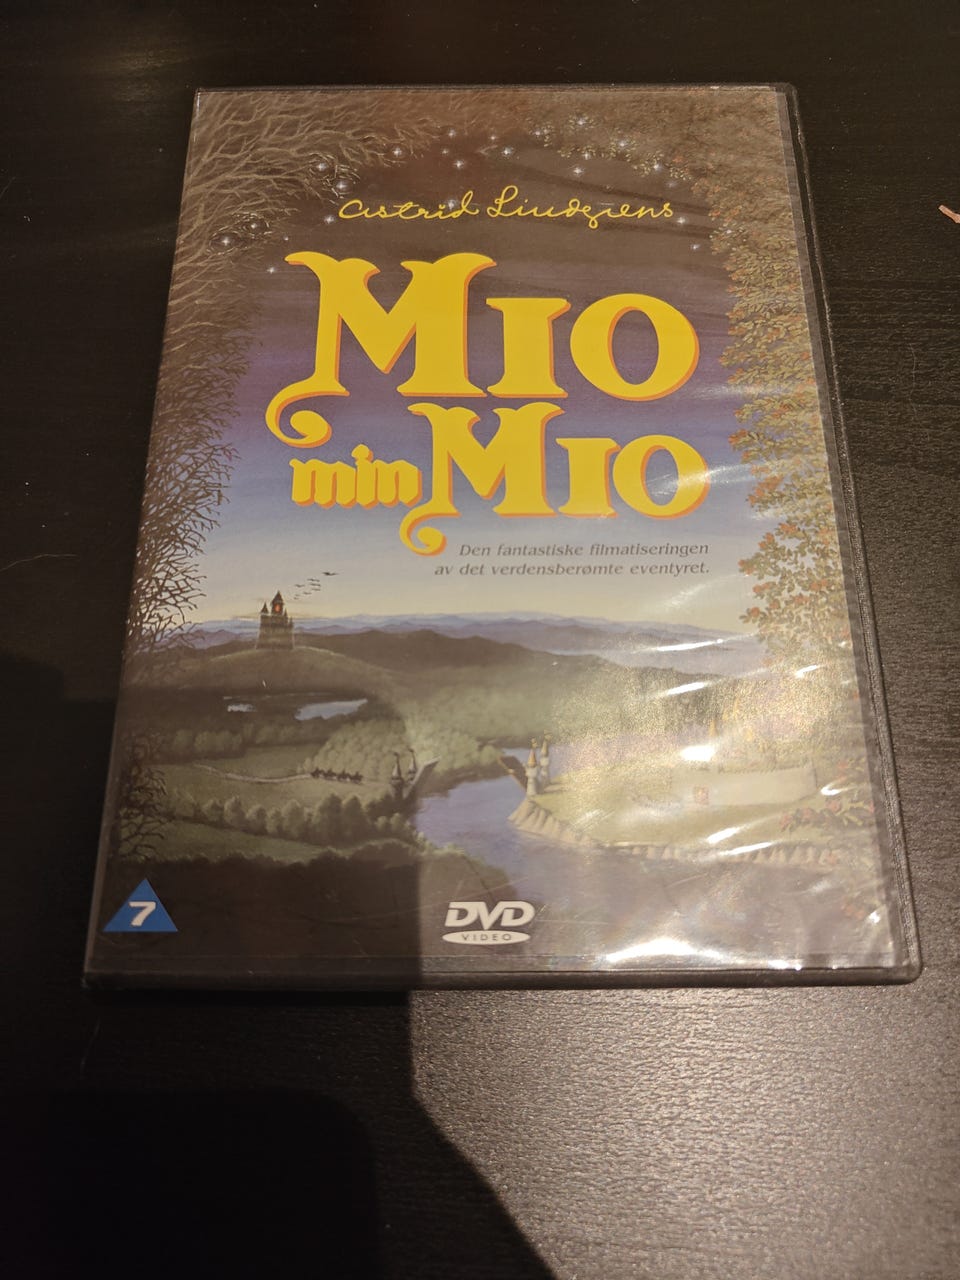 Astrid Lindgrens
MIO
min MIO
Den fantastiske filmatiseringen
av det verdensberømte eventyret.
7
DVD
VIDEO